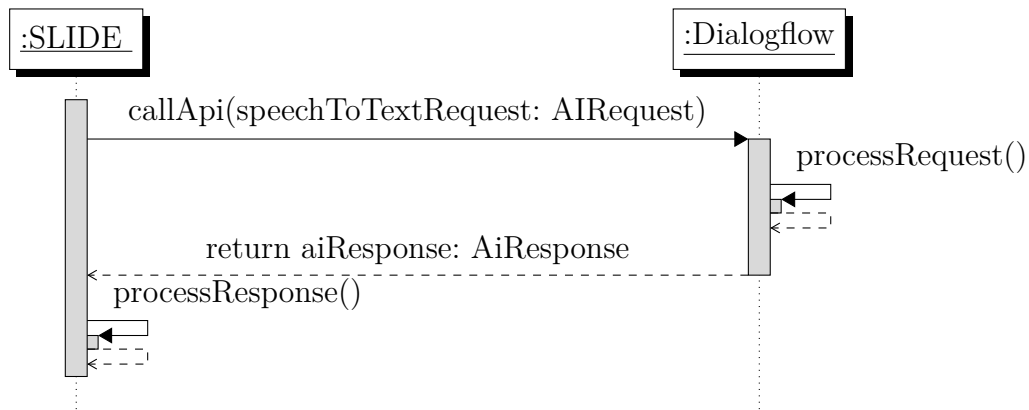 :SLIDE
:Dialogflow
callApi(speechToTextRequest: AIRequest)
processRequest()
return aiResponse: AiResponse
processResponse()